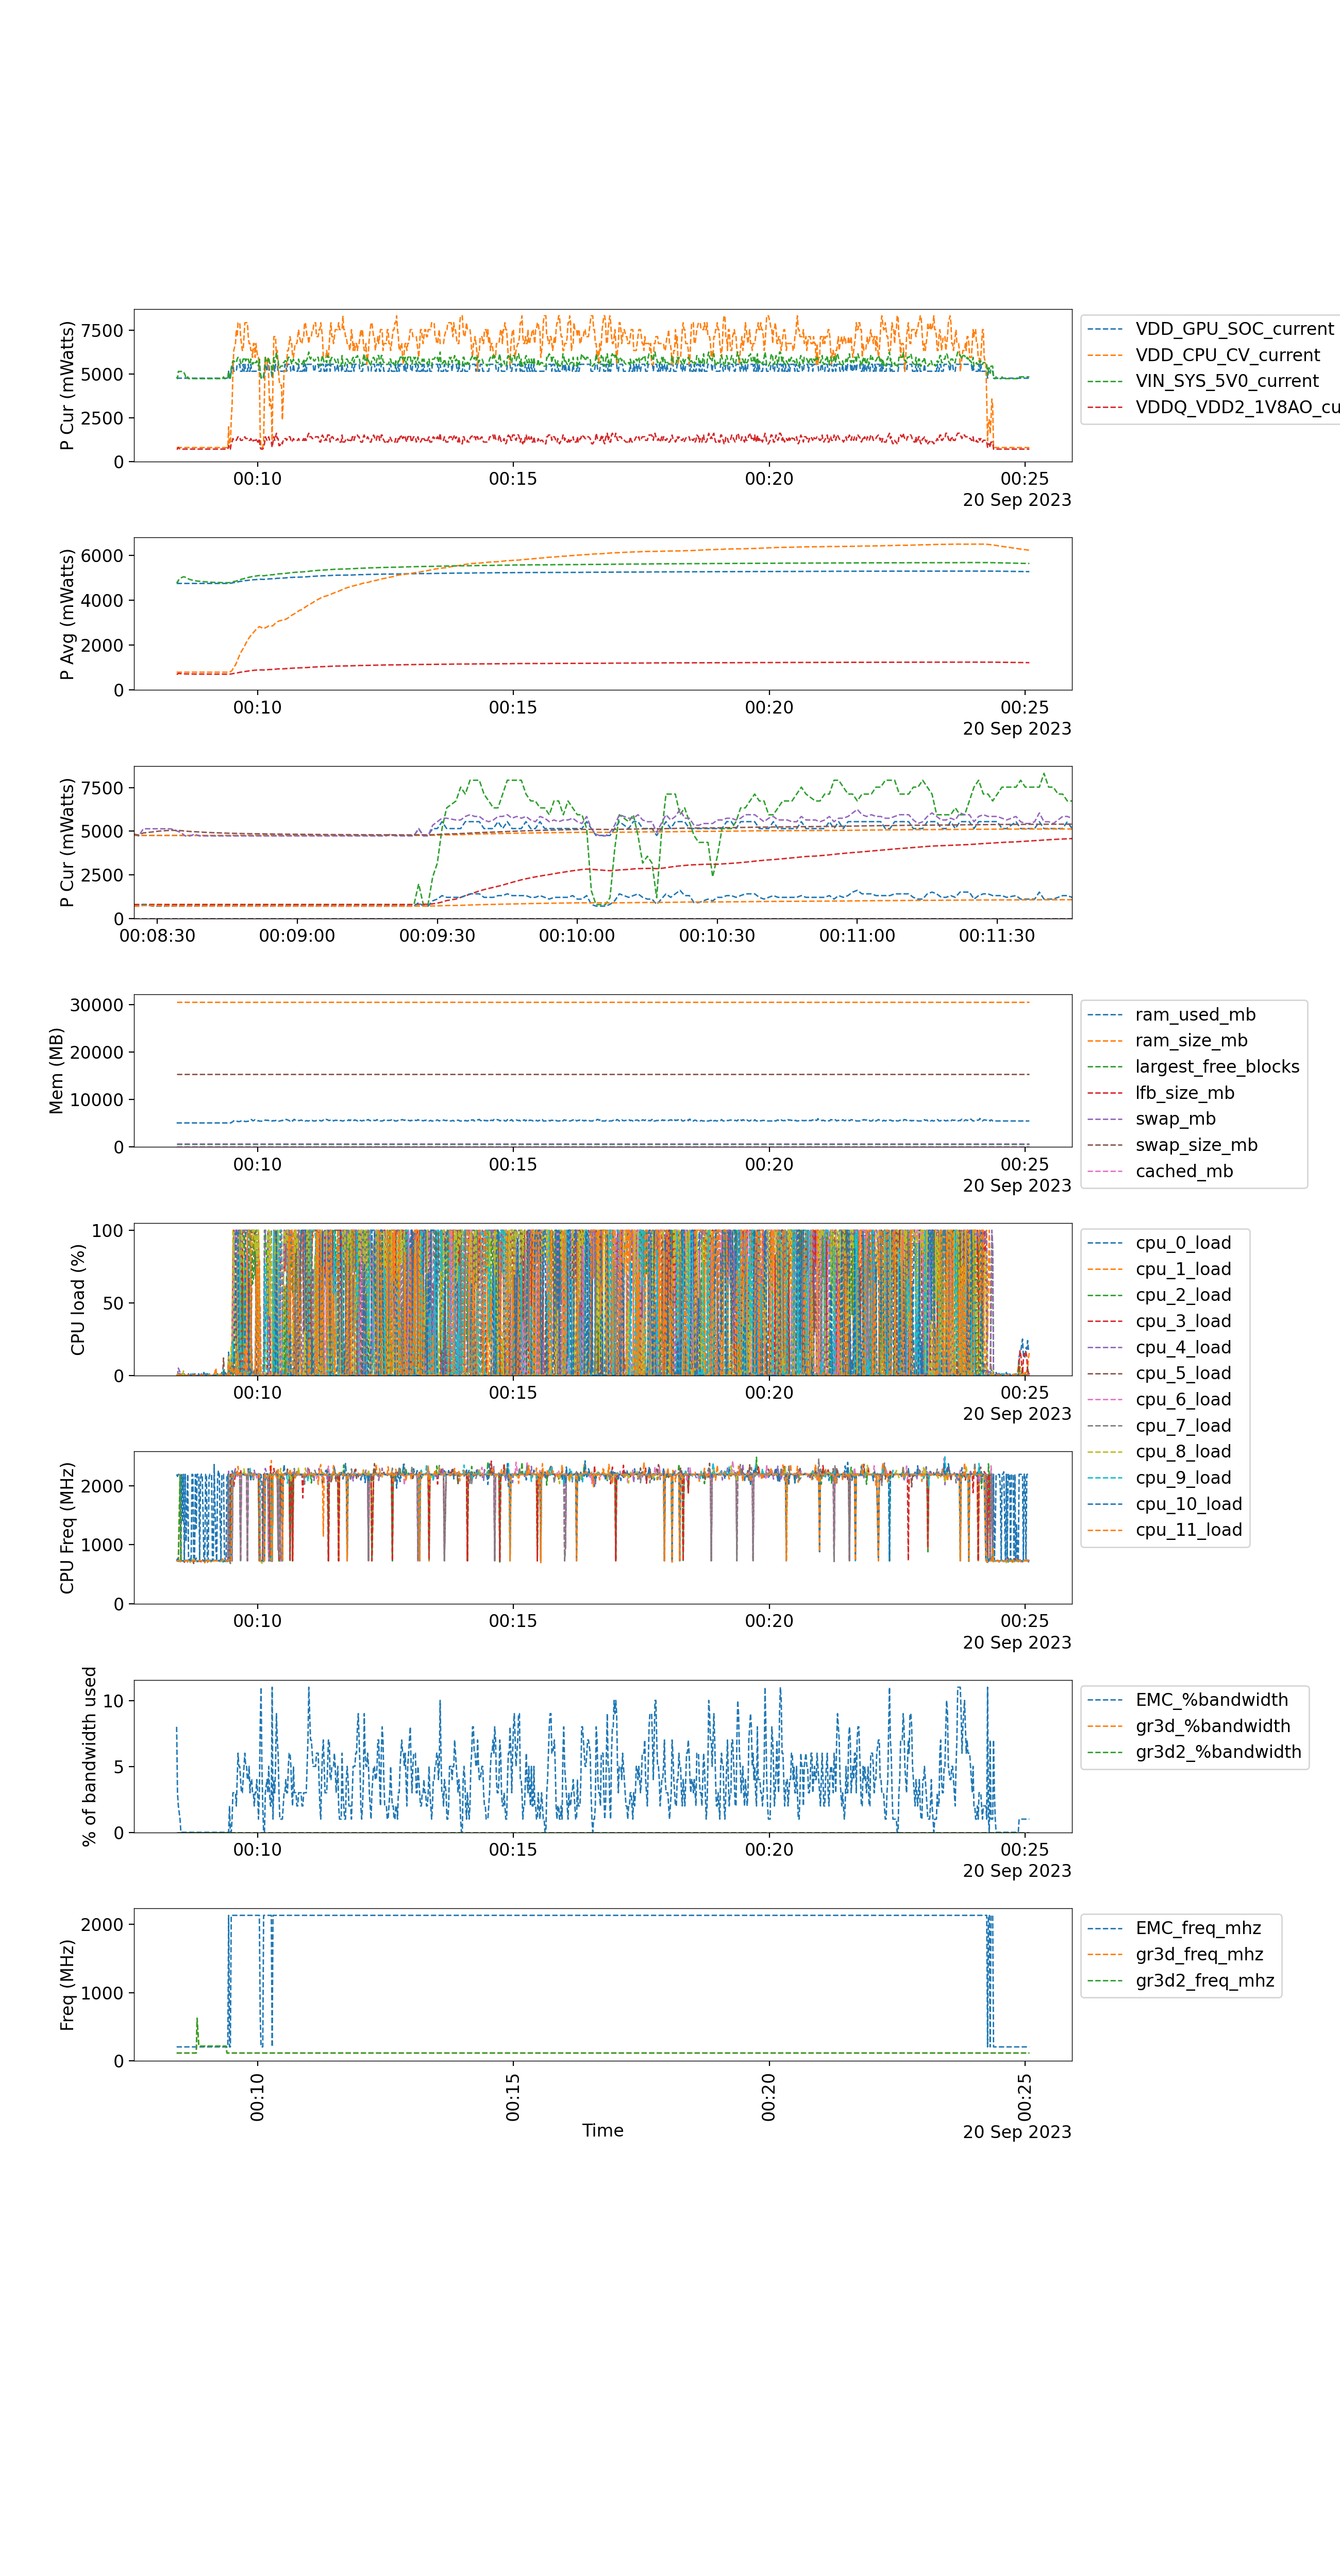 P Cur (mWatts)
7500
5000
2500
0
00:10 00:15 00:20 00:25
20 Sep 2023
VDD_GPU_SOC_current
VDD_CPU_CV_current
VIN_SYS_5V0_current
VDDQ_VDD2_1V8AO_cu
P Avg (mWatts)
6000
4000
2000
0
00:10 00:15 00:20 00:25
20 Sep 2023
P Cur (mWatts)
7500
5000
2500
0
00:08:30 00:09:00 00:09:30 00:10:00 00:10:30 00:11:00 00:11:30
Mem (MB)
30000
20000
10000
0
00:10 00:15 00:20 00:25
20 Sep 2023
ram_used_mb
ram_size_mb
largest_free_blocks
lfb_size_mb
swap_mb
swap_size_mb
cached_mb
CPU load (%)
100
50
0
00:10 00:15 00:20 00:25
20 Sep 2023
cpu_0_load
cpu_1_load
cpu_2_load
cpu_3_load
cpu_4_load
cpu_5_load
cpu_6_load
cpu_7_load
cpu_8_load
cpu_9_load
cpu_10_load
cpu_11_load
CPU Freq (MHz)
2000
1000
0
00:10 00:15 00:20 00:25
20 Sep 2023
% of bandwidth used
10
5
0
00:10 00:15 00:20 00:25
20 Sep 2023
EMC_%bandwidth
gr3d_%bandwidth
gr3d2_%bandwidth
Freq (MHz)
2000
1000
0
00:10 00:15 00:20 00:25
Time
20 Sep 2023
EMC_freq_mhz
gr3d_freq_mhz
gr3d2_freq_mhz